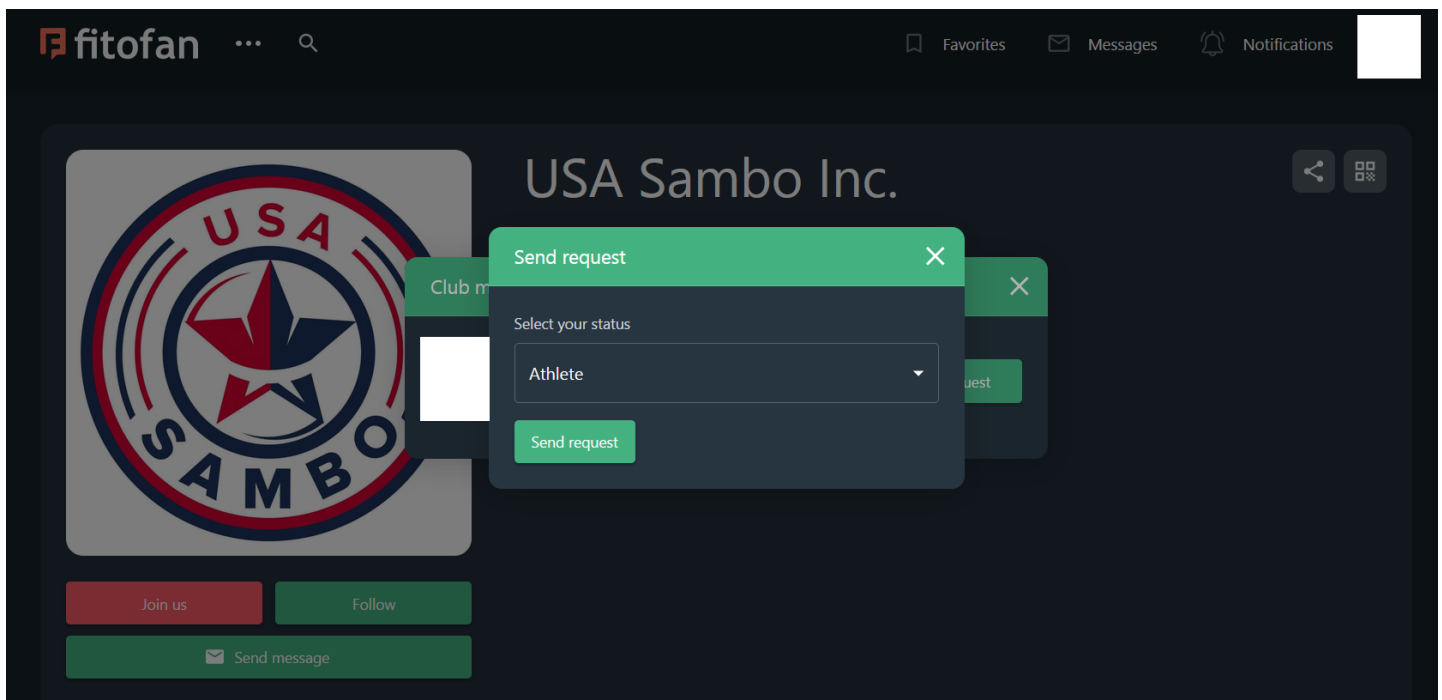 fitofan
Favorites
Messages
Notifications
USA Sambo Inc.
USA
SAMBO
Send request
Club m
Select your status
Athlete
uest
Send request
Join us
Follow
Send message